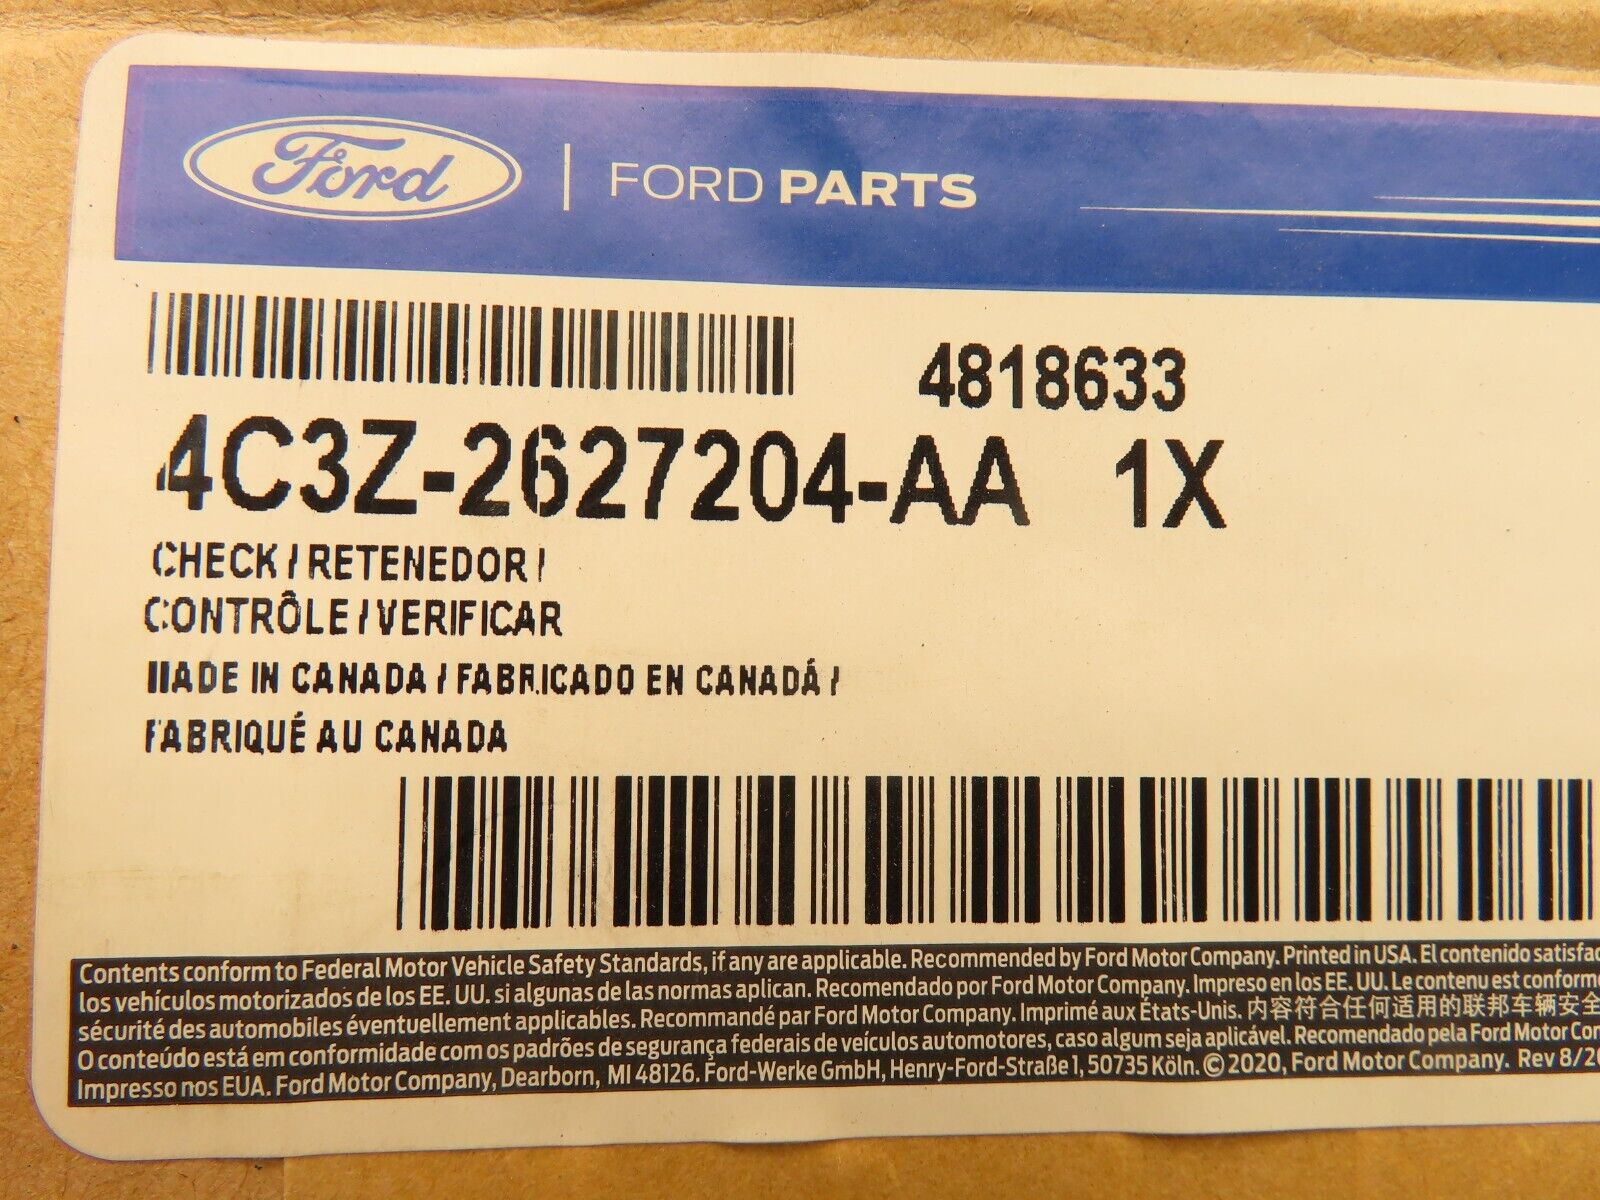 Ford | FORD PARTS
4818633
4C3Z-2627204-AA 1X
CHECK / RETENEDOR /
CONTRÔLE / VERIFICAR
MADE IN CANADA / FABRICADO EN CANADÁ /
FABRIQUÉ AU CANADA
Contents conform to Federal Motor Vehicle Safety Standards, if any are applicable. Recommended by Ford Motor Company. Printed in USA. El contenido
los vehículos motorizados de los EE. UU. si algunas de las normas aplican. Recomendado por Ford Motor Company. Impreso en los EE. UU. Le contenu est
sécurité des automobiles éventuellement applicables. Recommandé par Ford Motor Company. Imprimé aux États-Unis. 内容符合任何适用的联邦车辆安全
O conteúdo está em conformidade com os padrões de segurança federais de veículos automotores, caso algum seja aplicável. Recomendado pela Ford Motor
Impresso nos EUA. Ford Motor Company, Dearborn, MI 48126. Ford-Werke GmbH, Henry-Ford-Straße 1, 50735 Köln. © 2020, Ford Motor Company. Rev